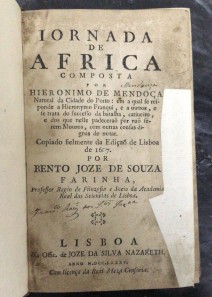 JORNADA
DE
AFRICA
COMPOSTA
POR
HIERONIMO DE MENDOÇA
Natural da Cidade do Porto: em a qual se res-
ponde a Hieronymo Franqui, e a outros, e
se trata do successo da batalha, cativeiro,
e dos que nelle padecerão por não se-
rem Mouros, com outras cousas di-
gnas de notar.
Copiado fielmente da Edição de Lisboa
de 1607.
POR
BENTO JOZE DE SOUZA
FARINHA,
Professor Regio de Filosofia e Socio da Academia
Real das Sciencias de Lisboa.
LISBOA
Na Offic. de JOZE DA SILVA NAZARETH.
Com licença da Real Meza Censoria.